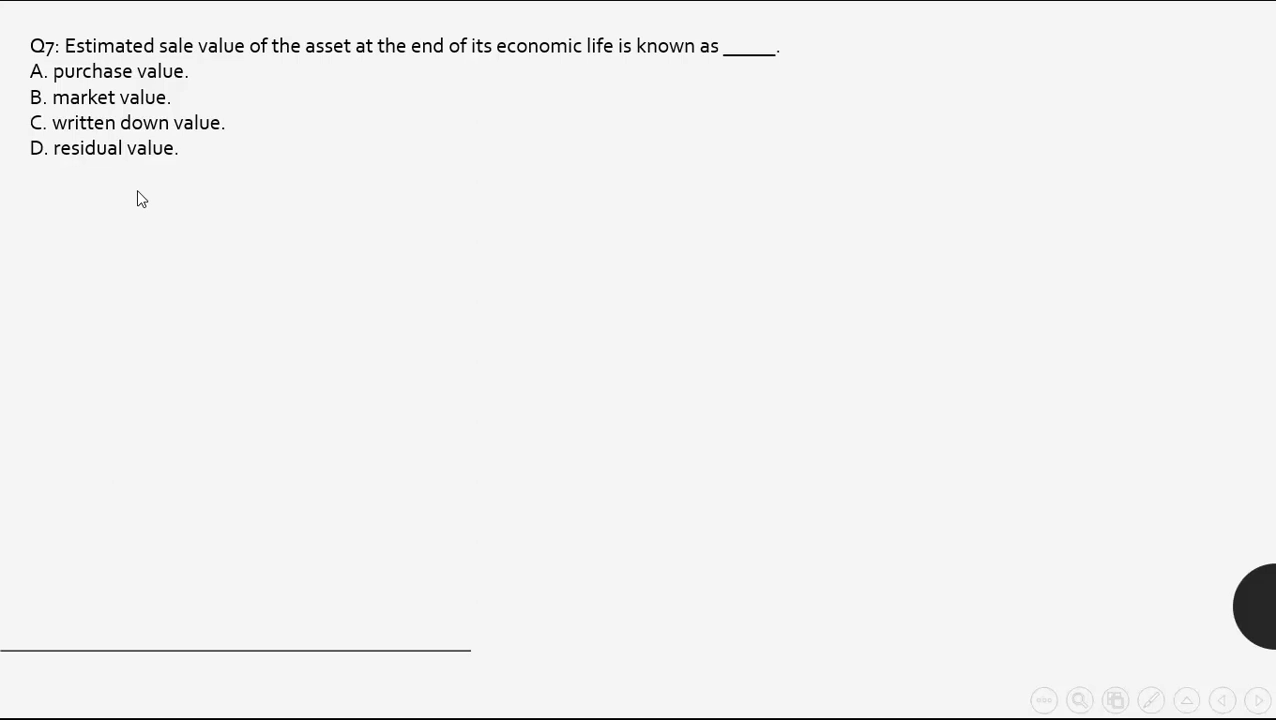 Q7: Estimated sale value of the asset at the end of its economic life is known as _____.
A. purchase value.
B. market value.
C. written down value.
D. residual value.